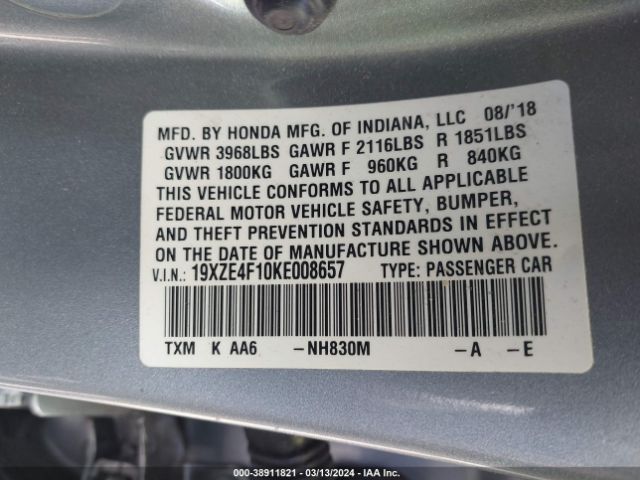 MFD. BY HONDA MFG. OF INDIANA, LLC 08/'18
GVWR 3968LBS GAWR F 2116LBS R 1851LBS
GVWR 1800KG GAWR F 960KG R 840KG
THIS VEHICLE CONFORMS TO ALL APPLICABLE
FEDERAL MOTOR VEHICLE SAFETY, BUMPER,
AND THEFT PREVENTION STANDARDS IN EFFECT
ON THE DATE OF MANUFACTURE SHOWN ABOVE.
V.I.N.: 19XZE4F10KE008657 TYPE: PASSENGER CAR
TXM K AA6 -NH830M -A -E
000-38911821 | 03/13/2024 | IAA Inc.